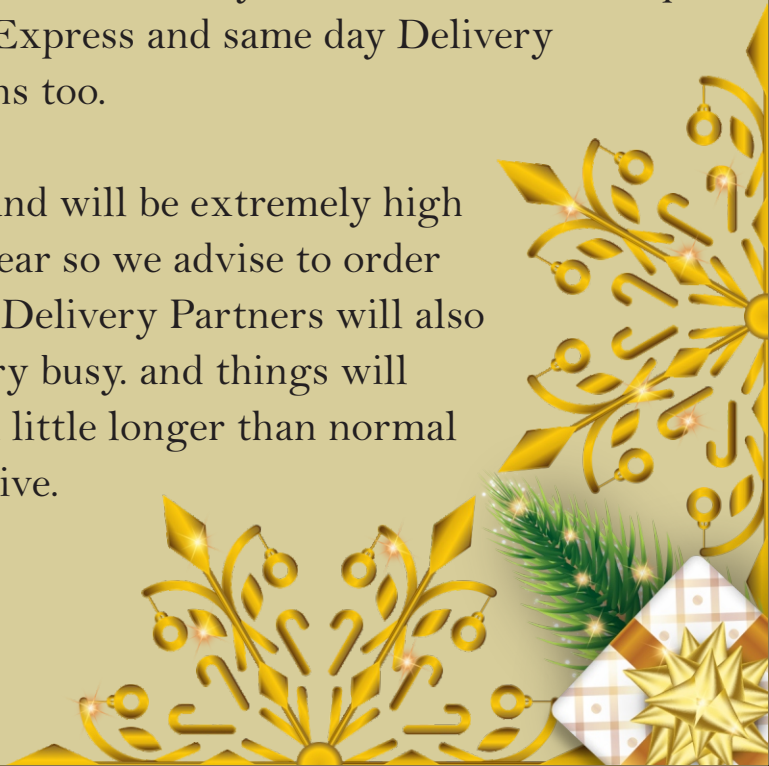 Express and same day Delivery
ns too.
and will be extremely high
ear so we advise to order
Delivery Partners will also
ry busy. and things will
little longer than normal
ive.